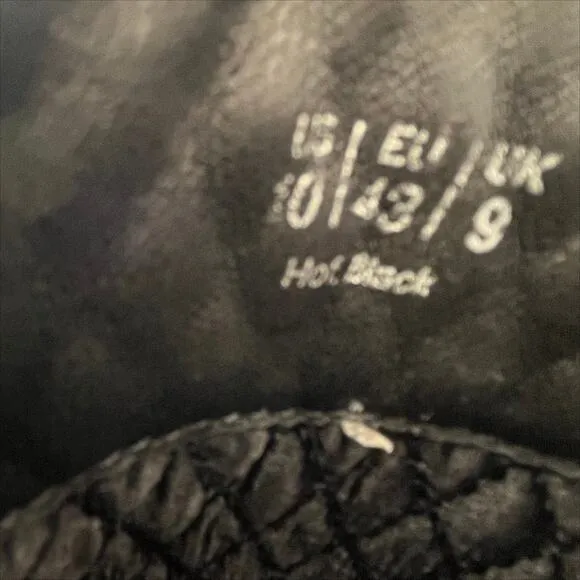 US / EU / UK
10 / 43 / 9
Hot Black